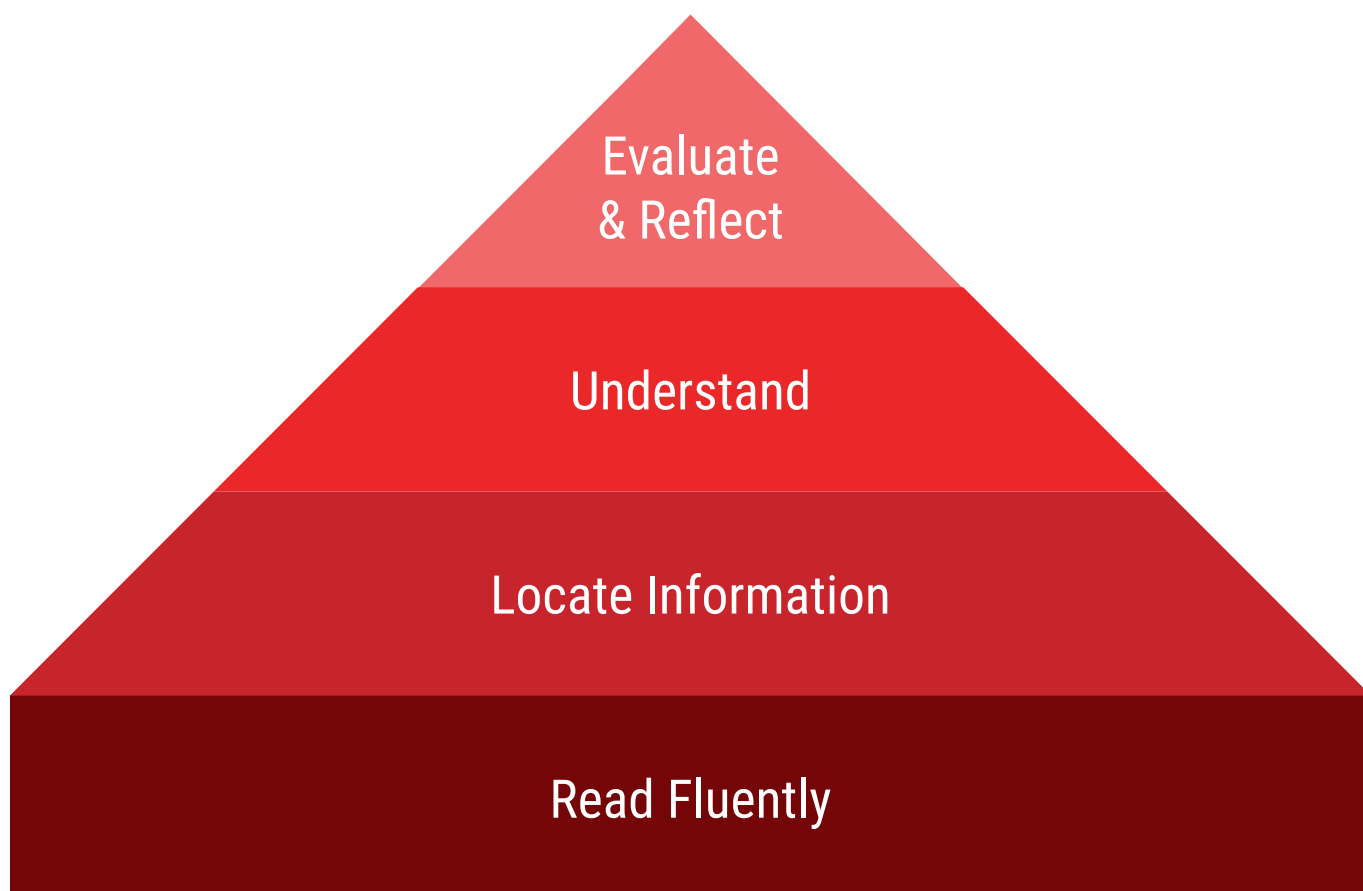 Evaluate
& Reflect
Understand
Locate Information
Read Fluently